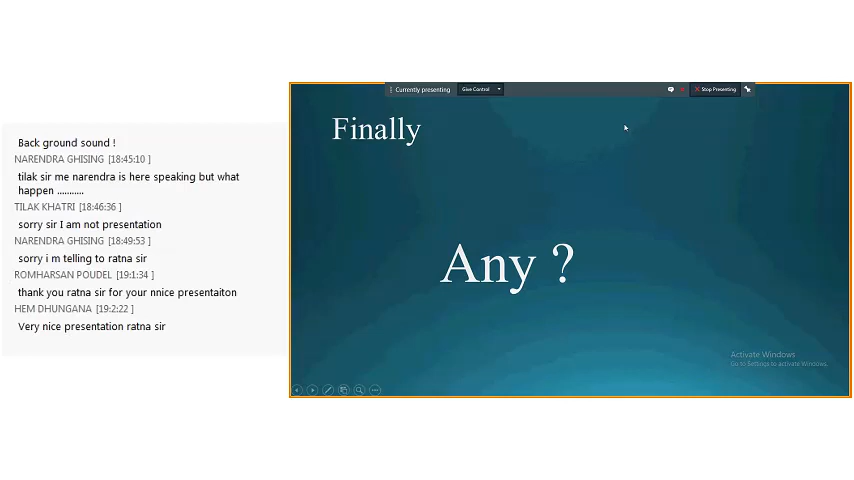 Back ground sound !
NARENDRA GHISING [18:45:10 ]
tilak sir me narendra is here speaking but what
happen ...........
TILAK KHATRI [18:46:36 ]
sorry sir I am not presentation
NARENDRA GHISING [18:49:53 ]
sorry i m telling to ratna sir
ROMHARSAN POUDEL [19:1:34 ]
thank you ratna sir for your nnice presentaiton
HEM DHUNGANA [19:2:22 ]
Very nice presentation ratna sir
Currently presenting
Give Control
Stop Presenting
Finally
Any ?
Activate Windows
Go to Settings to activate Windows.